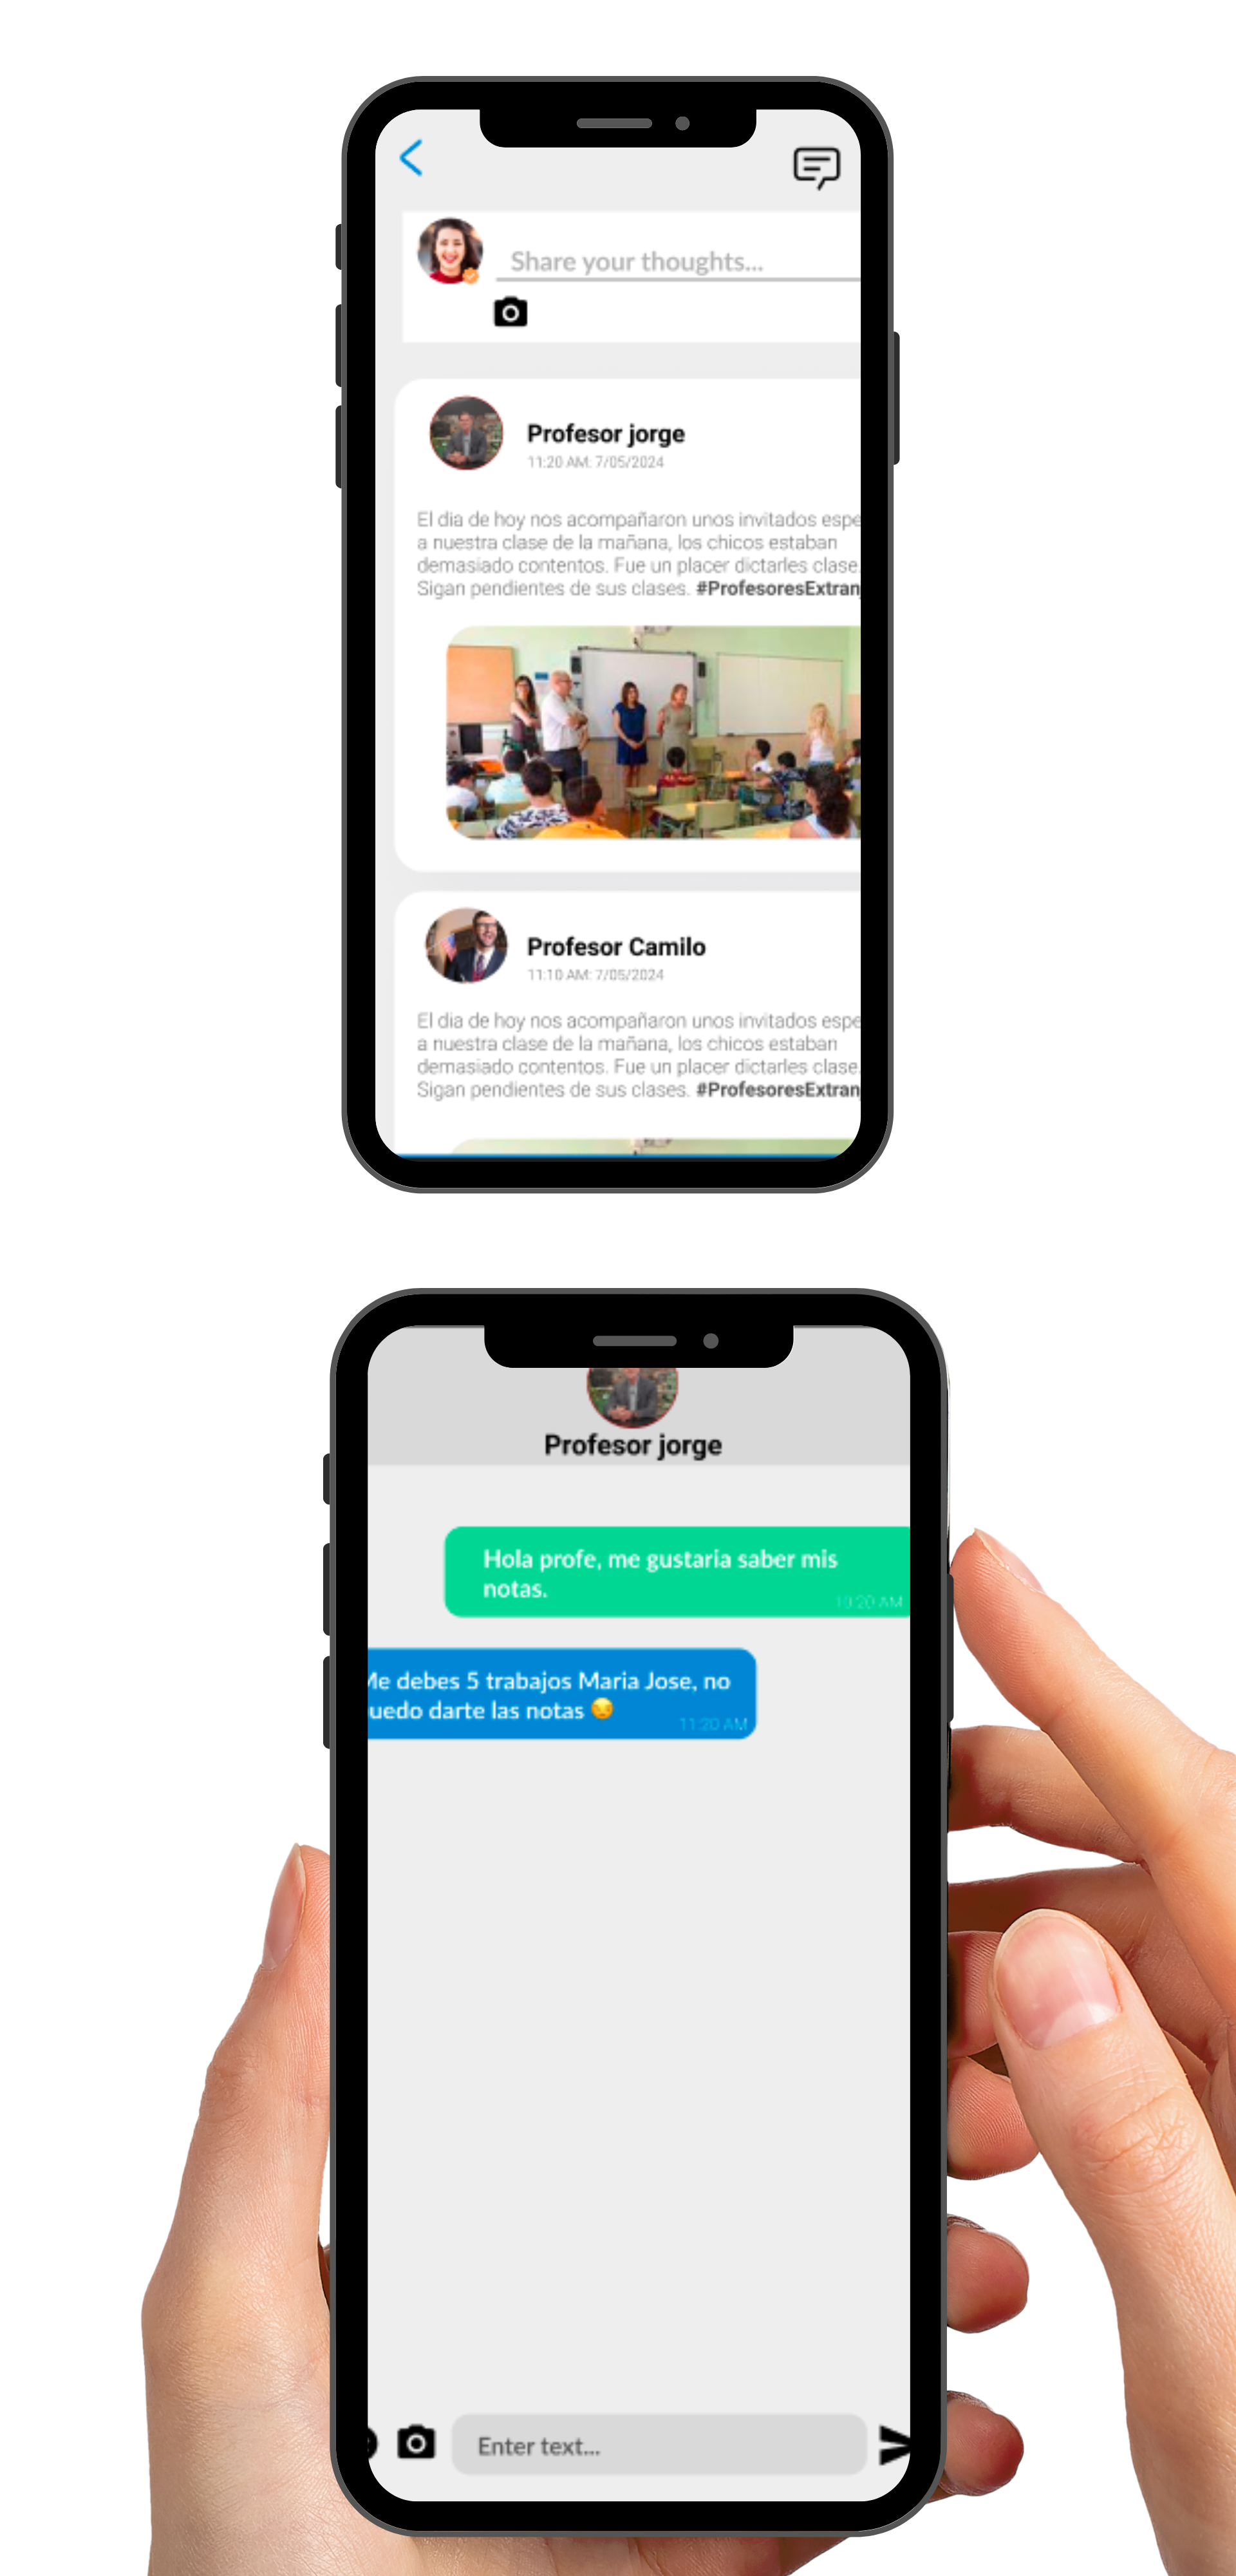 Share your thoughts...
Profesor jorge
11:20 AM: 7/05/2024
El dia de hoy nos acompañaron unos invitados espe
a nuestra clase de la mañana, los chicos estaban
demasiado contentos. Fue un placer dictarles clase.
Sigan pendientes de sus clases. #ProfesoresExtran
Profesor Camilo
11:10 AM: 7/05/2024
El dia de hoy nos acompañaron unos invitados espe
a nuestra clase de la mañana, los chicos estaban
demasiado contentos. Fue un placer dictarles clase.
Sigan pendientes de sus clases. #ProfesoresExtran
Profesor jorge
Hola profe, me gustaria saber mis
notas.
10:20 AM
Me debes 5 trabajos Maria Jose, no
uedo darte las notas 😒
11:20 AM
Enter text...